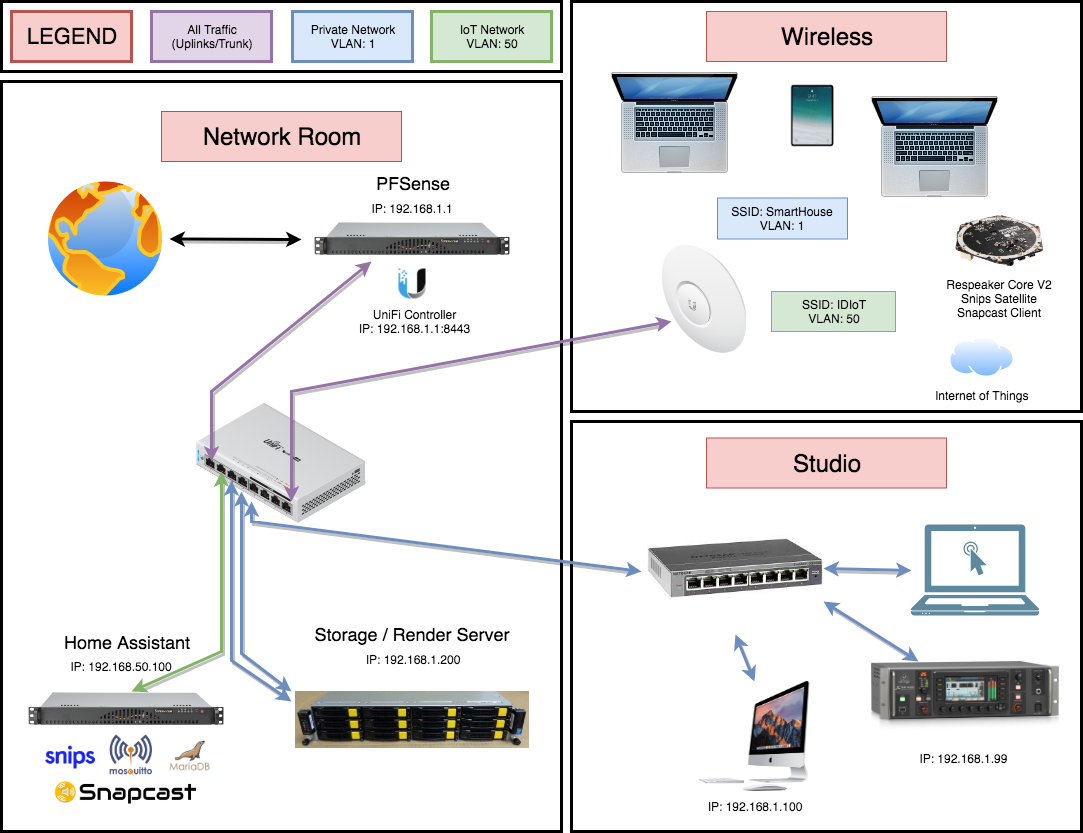 LEGEND
All Traffic
(Uplinks/Trunk)
Private Network
VLAN: 1
IoT Network
VLAN: 50
Network Room
PFSense
IP: 192.168.1.1
UniFi Controller
IP: 192.168.1.1:8443
UniFi
Home Assistant
IP: 192.168.50.100
snips
mosquitto
MariaDB
Snapcast
Storage / Render Server
IP: 192.168.1.200
Wireless
SSID: SmartHouse
VLAN: 1
SSID: IDIoT
VLAN: 50
Respeaker Core V2
Snips Satellite
Snapcast Client
Internet of Things
Studio
NETGEAR
IP: 192.168.1.100
IP: 192.168.1.99